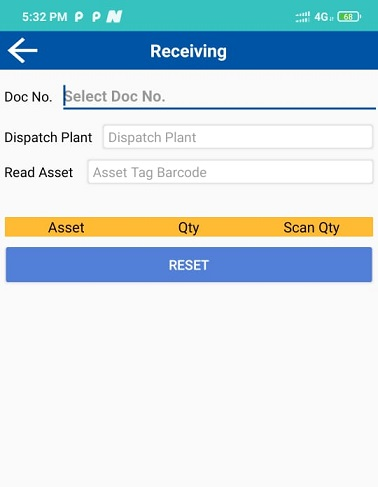 5:32 PM P P N 4G 68
Receiving
Doc No. Select Doc No.
Dispatch Plant Dispatch Plant
Read Asset Asset Tag Barcode
Asset Qty Scan Qty
RESET